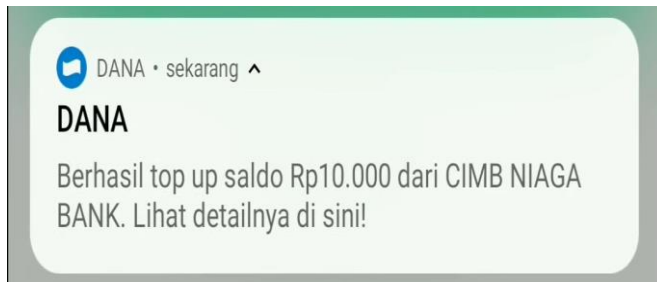 DANA • sekarang
DANA
Berhasil top up saldo Rp10.000 dari CIMB NIAGA
BANK. Lihat detailnya di sini!